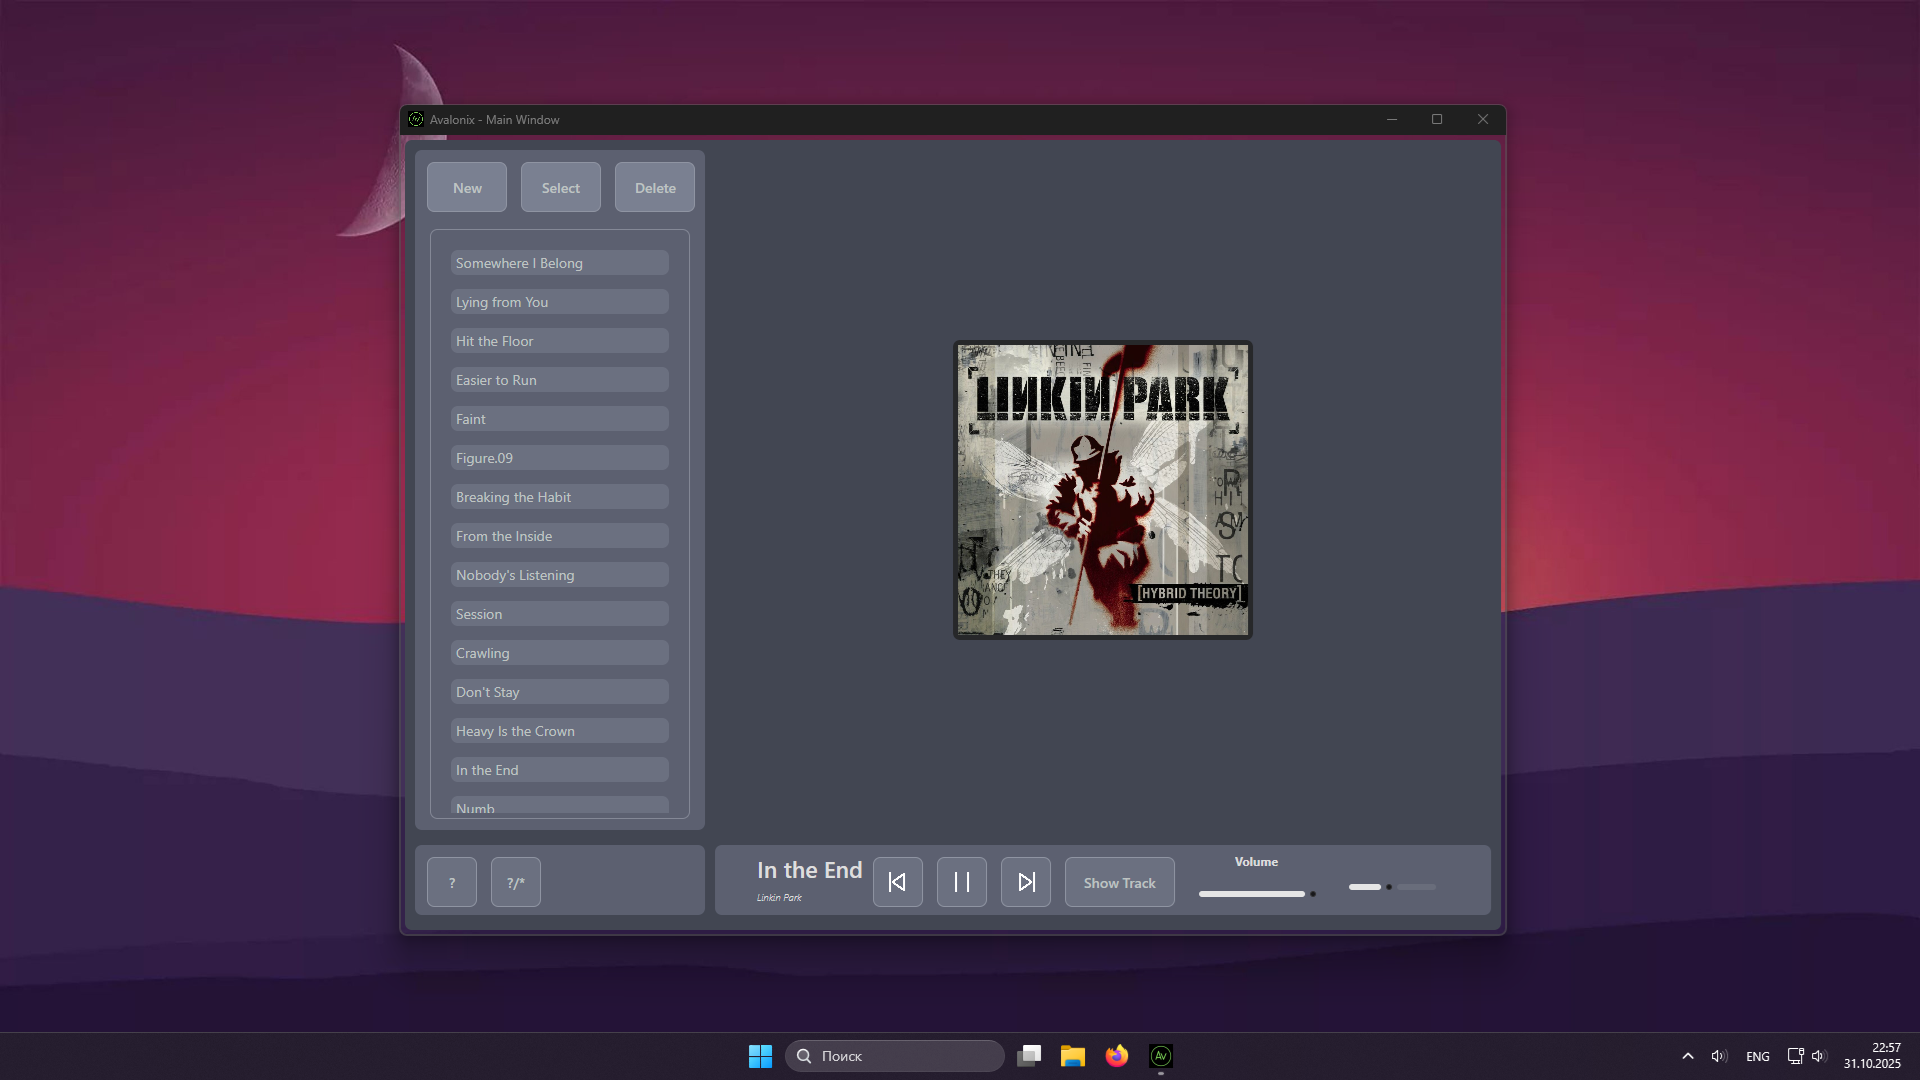 Avalonix - Main Window
New
Select
Delete
Somewhere I Belong
Lying from You
Hit the Floor
Easier to Run
Faint
Figure.09
Breaking the Habit
From the Inside
Nobody's Listening
Session
Crawling
Don't Stay
Heavy Is the Crown
In the End
Numb
LINKIN PARK
[HYBRID THEORY]
?
?/*
In the End
Linkin Park
Show Track
Volume
Поиск
Av
ENG
22:57
31.10.2025